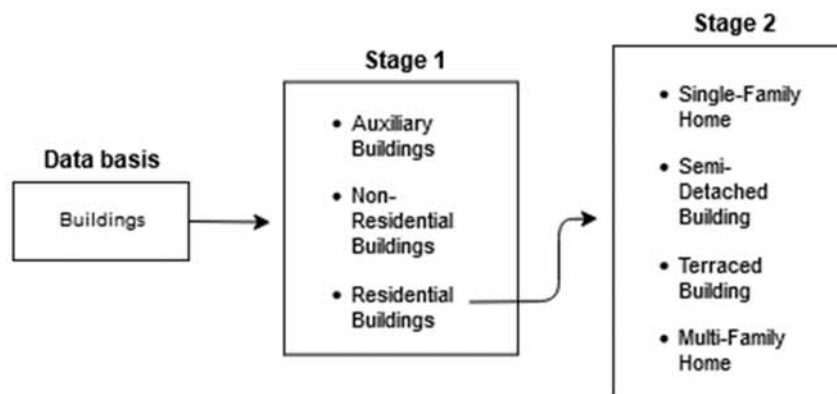 Data basis
Buildings
Stage 1
• Auxiliary
Buildings
• Non-
Residential
Buildings
• Residential
Buildings
Stage 2
• Single-Family
Home
• Semi-
Detached
Building
• Terraced
Building
• Multi-Family
Home